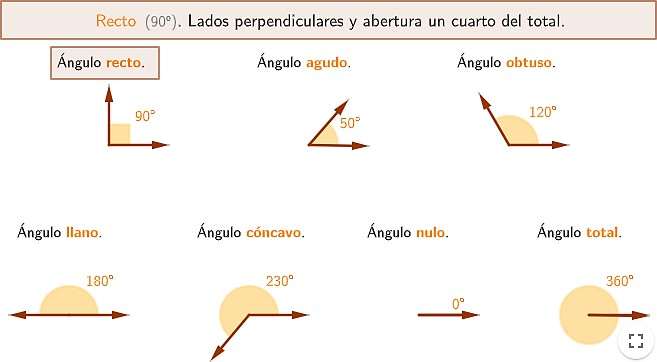 Recto (90°). Lados perpendiculares y abertura un cuarto del total.
Ángulo recto. Ángulo agudo. Ángulo obtuso.
90° 50° 120°
Ángulo llano. Ángulo cóncavo. Ángulo nulo. Ángulo total.
180° 230° 0° 360°